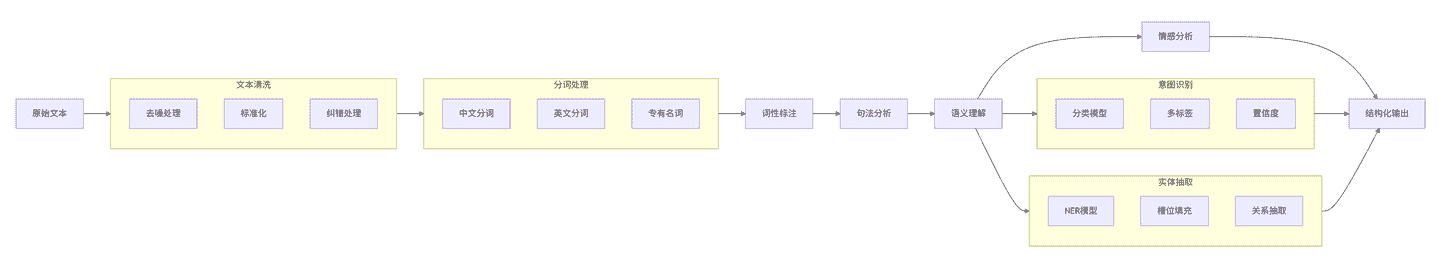 原始文本
文本清洗
去噪处理
标准化
纠错处理
分词处理
中文分词
英文分词
专有名词
词性标注
句法分析
语义理解
情感分析
意图识别
分类模型
多标签
置信度
实体抽取
NER模型
槽位填充
关系抽取
结构化输出